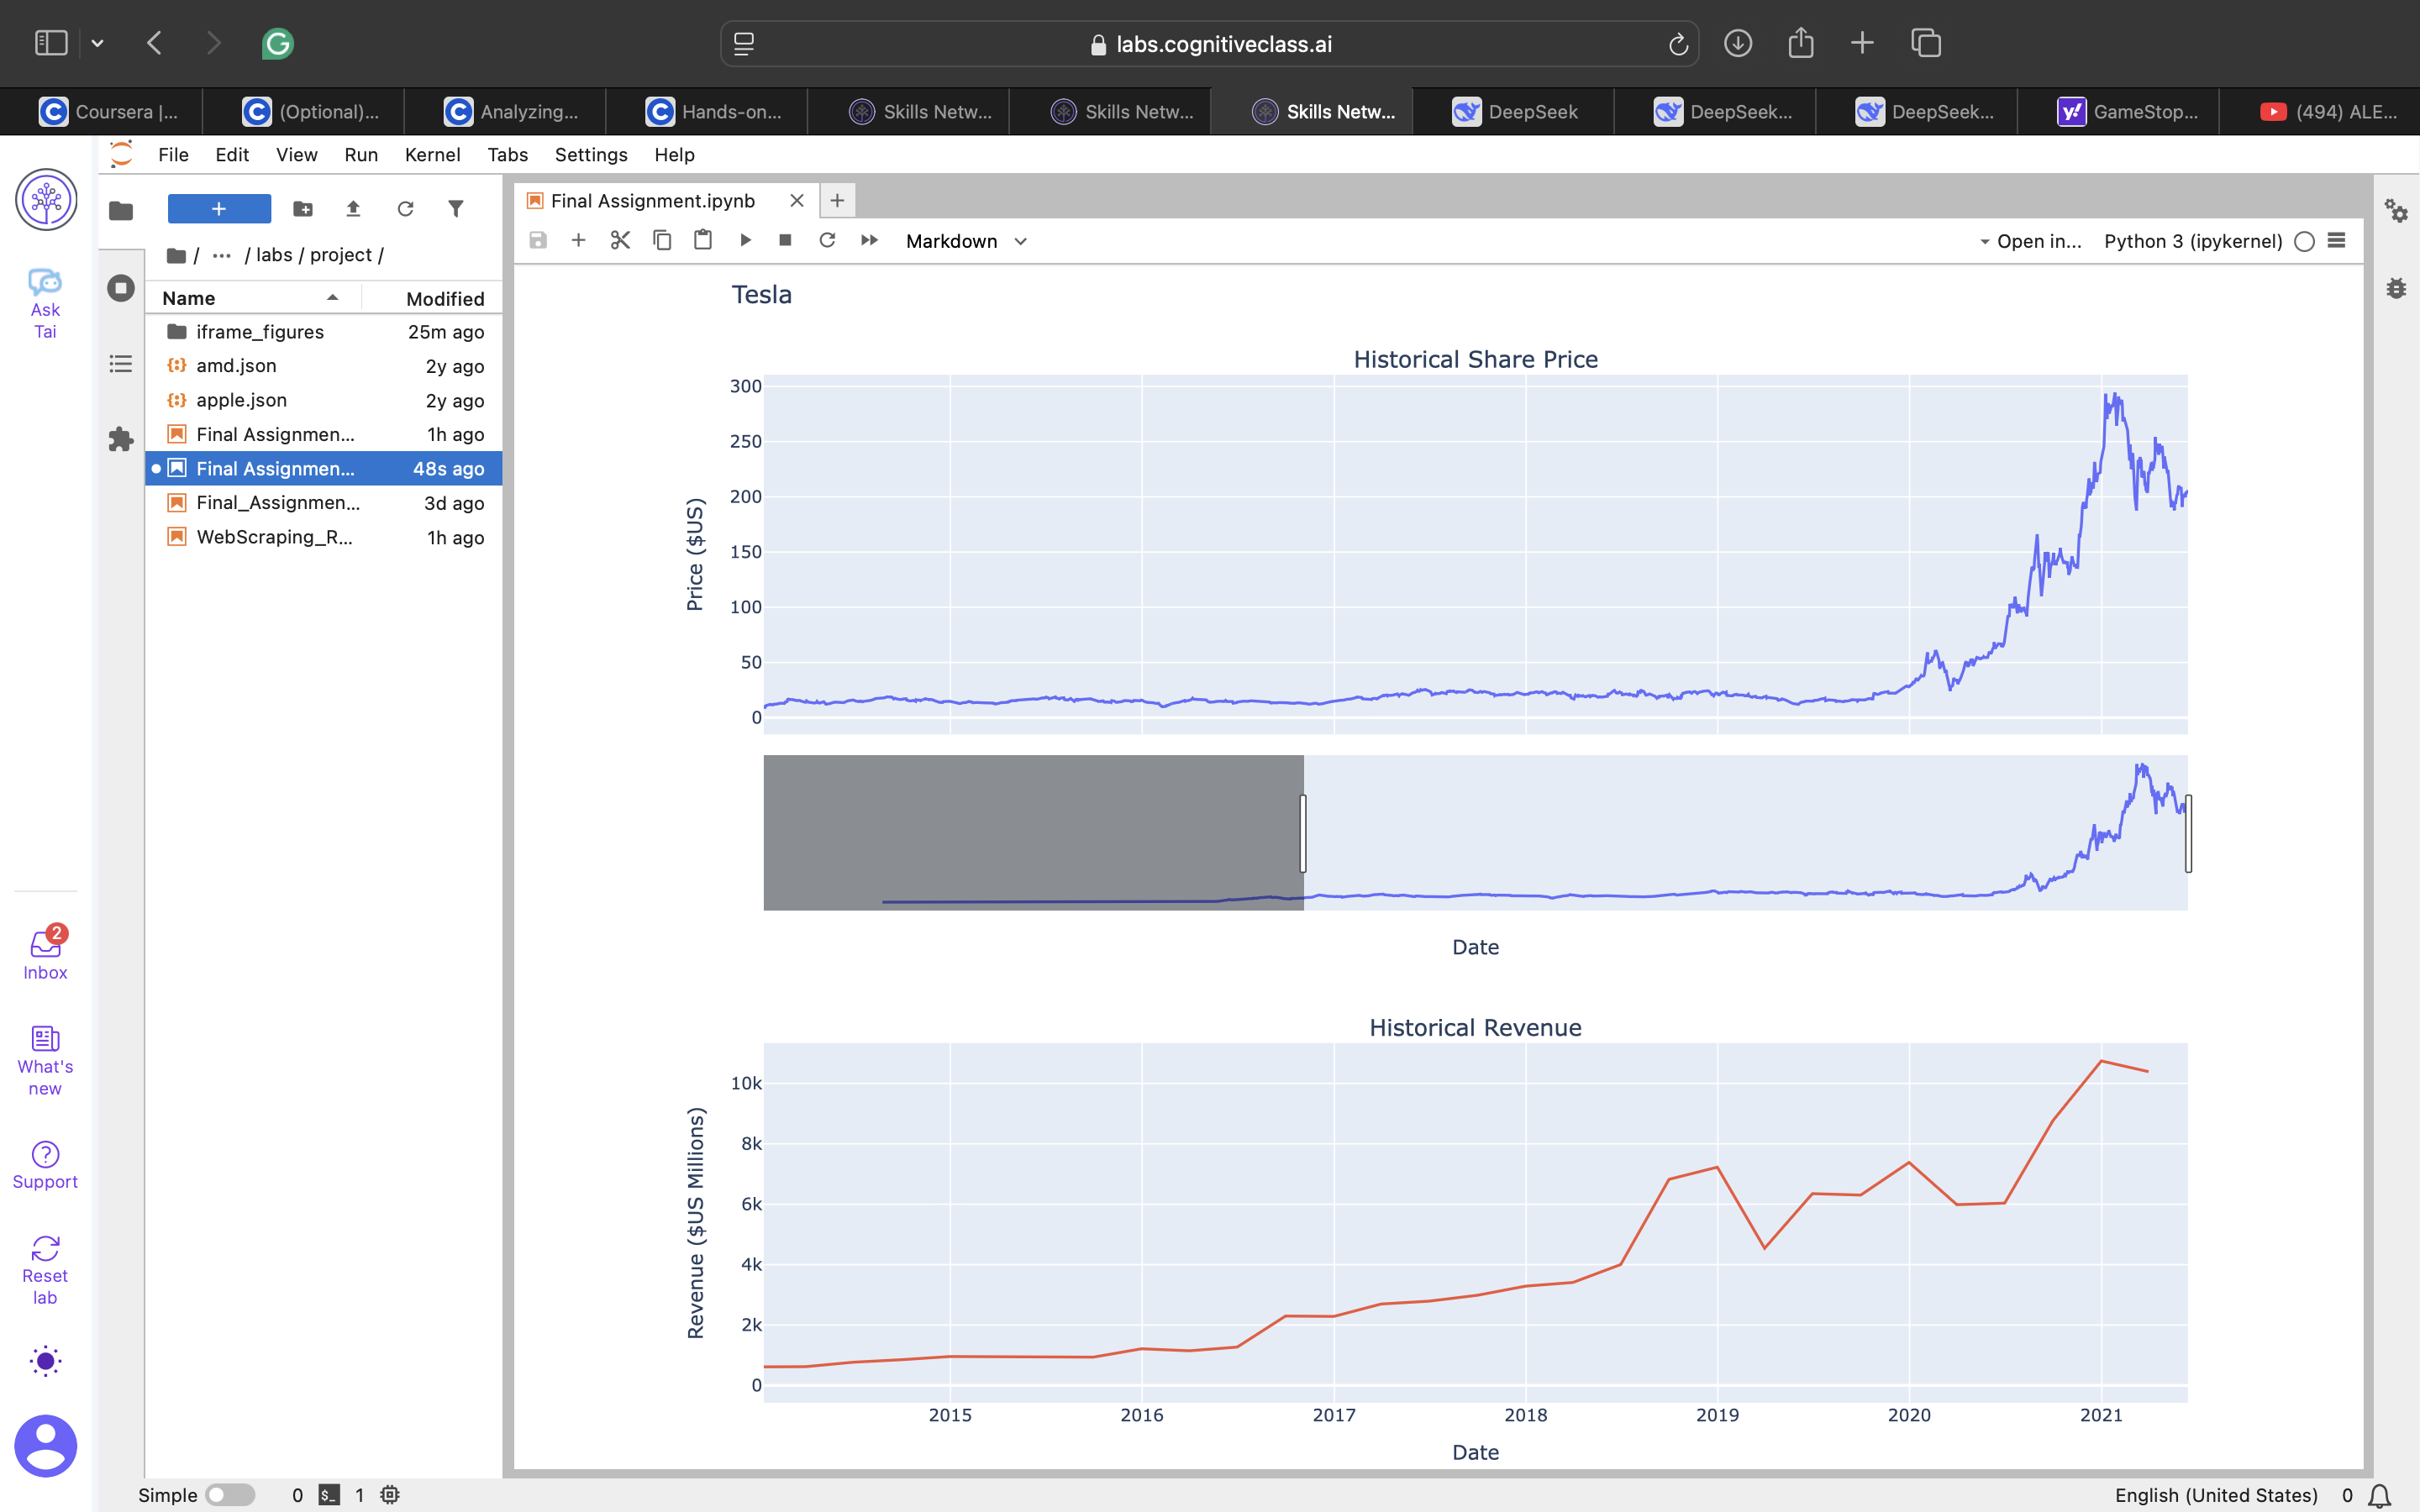 labs.cognitiveclass.ai
Coursera |...
(Optional)...
Analyzing...
Hands-on...
Skills Netw...
Skills Netw...
Skills Netw...
DeepSeek
DeepSeek...
DeepSeek...
GameStop...
(494) ALE...
File Edit View Run Kernel Tabs Settings Help
Ask
Tai
Inbox
2
What's
new
Support
Reset
lab
+
/ ... / labs / project /
Name Modified
iframe_figures 25m ago
amd.json 2y ago
apple.json 2y ago
Final Assignmen... 1h ago
Final Assignmen... 48s ago
Final_Assignmen... 3d ago
WebScraping_R... 1h ago
Final Assignment.ipynb
Markdown
Open in...
Python 3 (ipykernel)
Tesla
Historical Share Price
Price ($US)
300
250
200
150
100
50
0
Date
Historical Revenue
Revenue ($US Millions)
10k
8k
6k
4k
2k
0
2015 2016 2017 2018 2019 2020 2021
Date
Simple 0 $_ 1
English (United States) 0